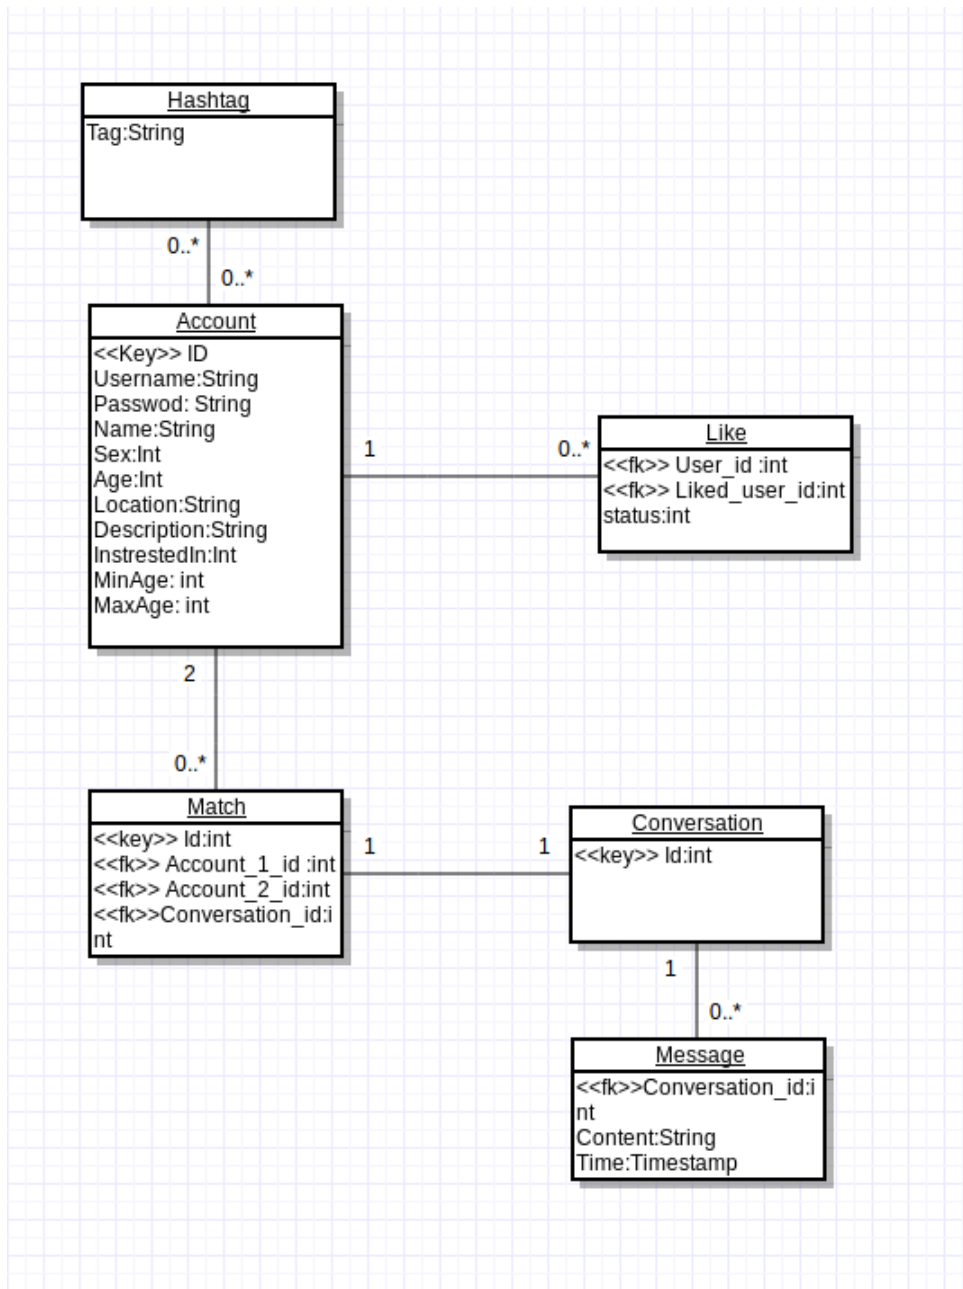 Hashtag
Tag:String
0..*
0..*
Account
<<Key>> ID
Username:String
Passwod: String
Name:String
Sex:Int
Age:Int
Location:String
Description:String
InstrestedIn:Int
MinAge: int
MaxAge: int
1
0..*
Like
<<fk>> User_id :int
<<fk>> Liked_user_id:int
status:int
2
0..*
Match
<<key>> Id:int
<<fk>> Account_1_id :int
<<fk>> Account_2_id:int
<<fk>>Conversation_id:i
nt
1
1
Conversation
<<key>> Id:int
1
0..*
Message
<<fk>>Conversation_id:i
nt
Content:String
Time:Timestamp